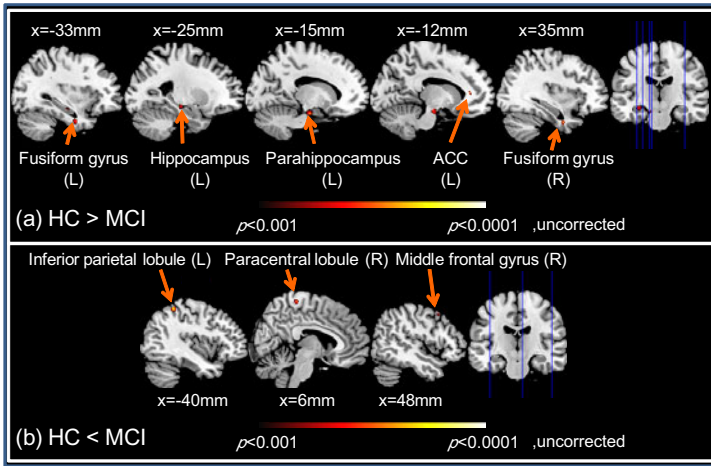 x=-33mm x=-25mm x=-15mm x=-12mm x=35mm
Fusiform gyrus (L) Hippocampus (L) Parahippocampus (L) ACC (L) Fusiform gyrus (R)
(a) HC > MCI
p<0.001 p<0.0001 ,uncorrected
Inferior parietal lobule (L) Paracentral lobule (R) Middle frontal gyrus (R)
x=-40mm x=6mm x=48mm
(b) HC < MCI
p<0.001 p<0.0001 ,uncorrected